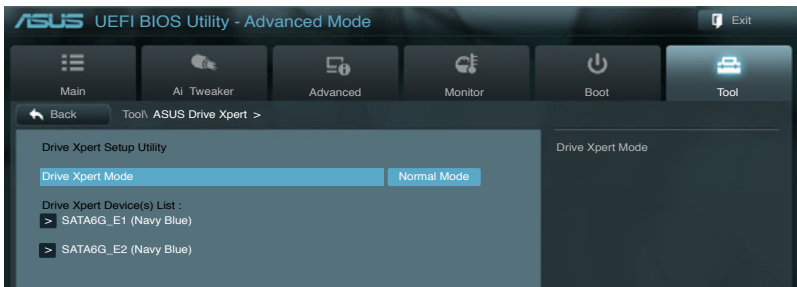 ASUS UEFI BIOS Utility - Advanced Mode Exit
Main Ai Tweaker Advanced Monitor Boot Tool
Back Tool\ ASUS Drive Xpert >
Drive Xpert Setup Utility
Drive Xpert Mode
Drive Xpert Mode Normal Mode
Drive Xpert Device(s) List :
> SATA6G_E1 (Navy Blue)
> SATA6G_E2 (Navy Blue)